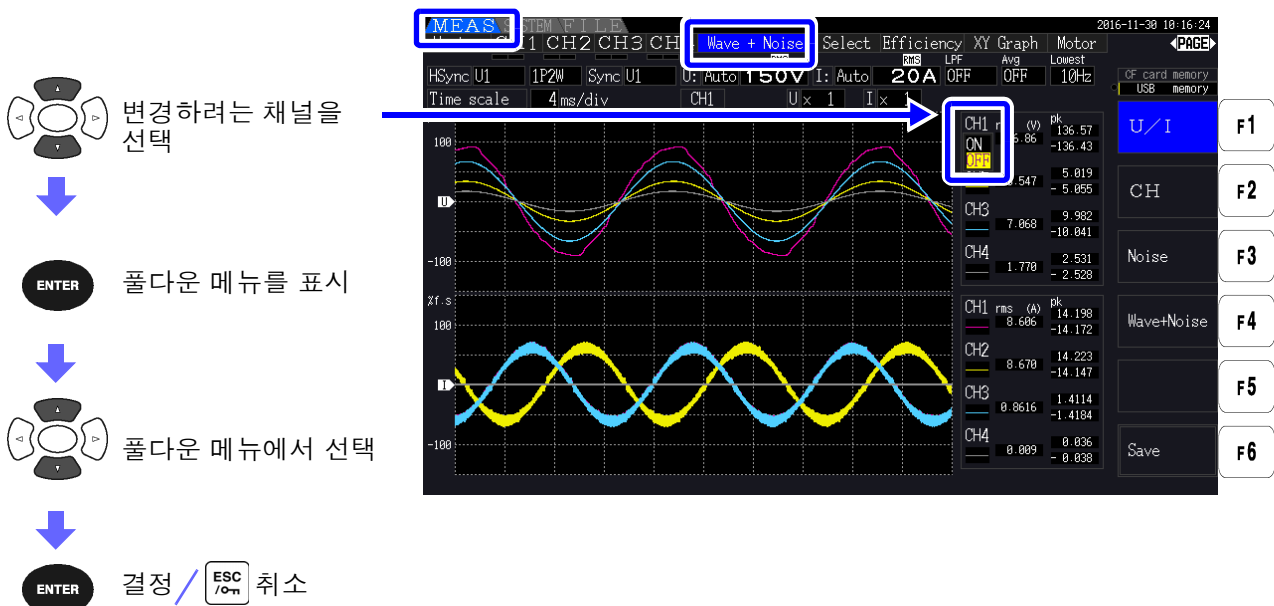 변경하려는 채널을
선택
ENTER
풀다운 메뉴를 표시
풀다운 메뉴에서 선택
ENTER
결정 / ESC 취소
MEAS SYSTEM FILE
2016-11-30 10:16:24
CH2 CH3 Wave + Noise Select Efficiency XY Graph Motor
PAGE
HSync U1 1P2W Sync U1 U: Auto 150V I: Auto RMS 20A LPF OFF Avg OFF Lowest 10Hz
CF card memory
USB memory
Time scale 4 ms/div CH1 U x 1 I x 1
100
U
-100
%f.s
100
I
-100
CH1 (V) pk
ON
OFF
136.57
-136.43
5.019
- 5.055
CH3
7.068
9.982
-10.041
CH4
1.770
2.531
- 2.528
CH1 rms (A) pk
8.606
14.198
-14.172
CH2
8.670
14.223
-14.147
CH3
0.8616
1.4114
-1.4184
CH4
0.009
0.036
- 0.038
U/I
F1
CH
F2
Noise
F3
Wave+Noise
F4
F5
Save
F6